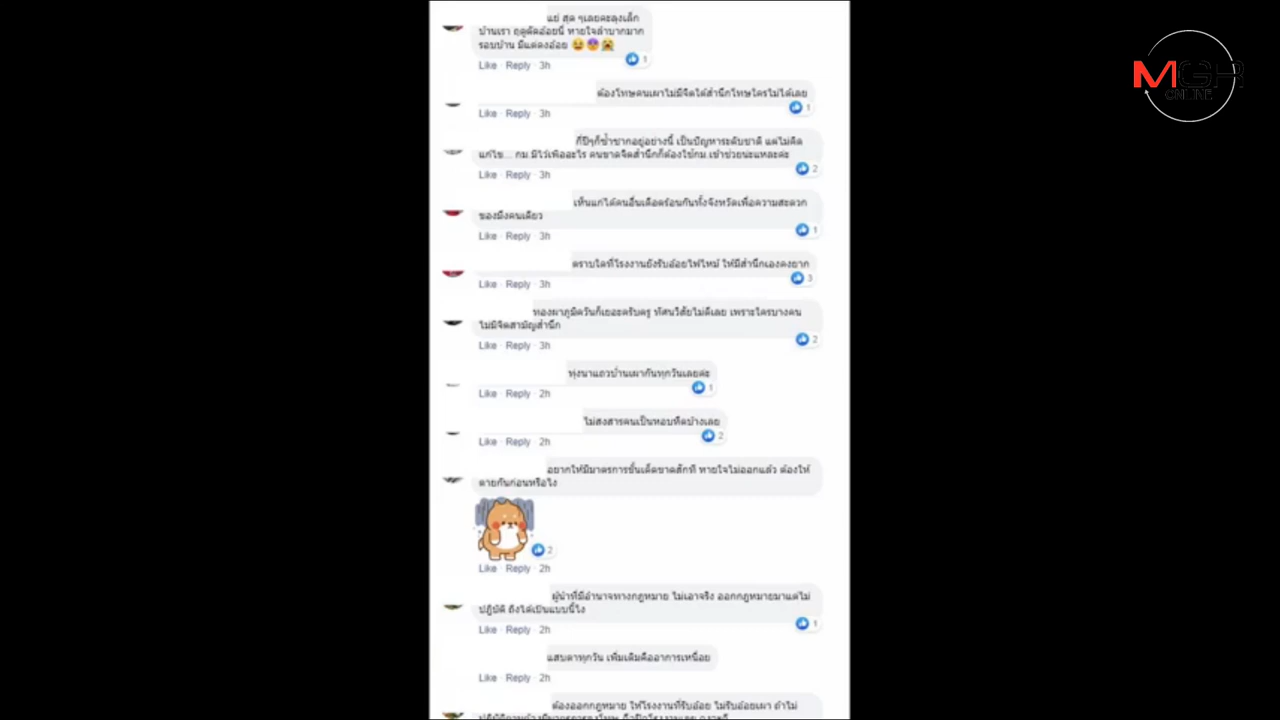 แย่ สุด ๆเลยคะลุงเล็ก
บ้านเรา ฤดูตัดอ้อยนี้ หายใจลำบากมาก
รอบบ้าน มีแต่ดงอ้อย
1
Like · Reply · 3h
MGR
ONLINE
ต้องโทษคนเผาไม่มีจิตใต้สำนึกโทษใครไม่ได้เลย
1
Like · Reply · 3h
กี่ปีๆก็ซ้ำซากอยู่อย่างนี้ เป็นปัญหาระดับชาติ แต่ไม่คิด
แก้ไข.... กม.มีไว้เพื่ออะไร คนขาดจิตสำนึกก็ต้องใช้กม.เข้าช่วยนะแหละค่ะ
2
Like · Reply · 3h
เห็นแก่ได้คนอื่นเดือดร้อนกันทั้งจังหวัดเพื่อความสะดวก
ของมึงคนเดียว
1
Like · Reply · 3h
ตราบใดที่โรงงานยังรับอ้อยไฟไหม้ ให้มีสำนึกเองคงยาก
3
Like · Reply · 3h
ทองผาภูมิควันก็เยอะครับครู ทัศนวิสัยไม่ดีเลย เพราะใครบางคน
ไม่มีจิตสามัญสำนึก
2
Like · Reply · 3h
ทุ่งนาแถวบ้านเผากันทุกวันเลยค่ะ
1
Like · Reply · 2h
ไม่สงสารคนเป็นหอบหืดบ้างเลย
2
Like · Reply · 2h
อยากให้มีมาตรการขั้นเด็ดขาดสักที หายใจไม่ออกแล้ว ต้องให้
ตายกันก่อนหรือไง
2
Like · Reply · 2h
ผู้นำที่มีอำนาจทางกฎหมาย ไม่เอาจริง ออกกฎหมายมาแต่ไม่
ปฎิบัติ ถึงได้เป็นแบบนี้ไง
1
Like · Reply · 2h
แสบตาทุกวัน เพิ่มเติมคืออาการเหนื่อย
Like · Reply · 2h
ต้องออกกฎหมาย ให้โรงงานที่รับอ้อย ไม่รับอ้อยเผา ถ้าไม่